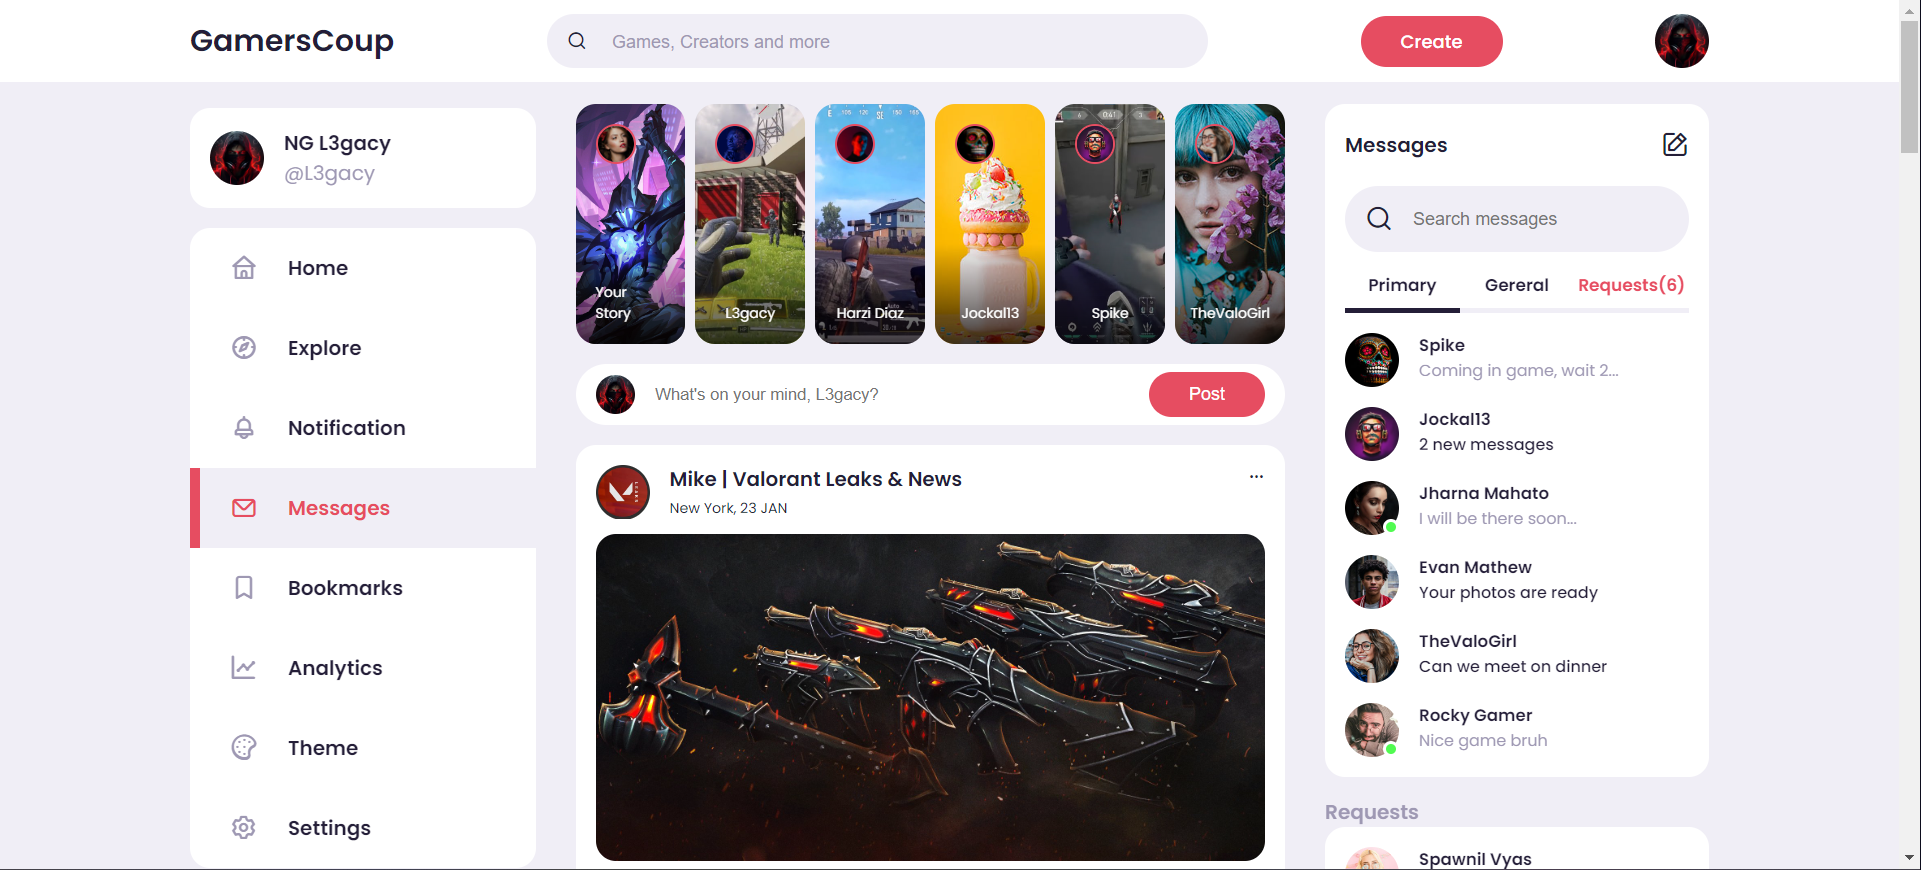 GamersCoup
Games, Creators and more
Create
NG L3gacy
@L3gacy
Home
Explore
Notification
Messages
Bookmarks
Analytics
Theme
Settings
Your
Story
L3gacy
Harzi Diaz
Jockal13
Spike
TheValoGirl
What's on your mind, L3gacy?
Post
Mike | Valorant Leaks & News
New York, 23 JAN
Messages
Search messages
Primary
Gereral
Requests(6)
Spike
Coming in game, wait 2...
Jockal13
2 new messages
Jharna Mahato
I will be there soon...
Evan Mathew
Your photos are ready
TheValoGirl
Can we meet on dinner
Rocky Gamer
Nice game bruh
Requests
Spawnil Vyas